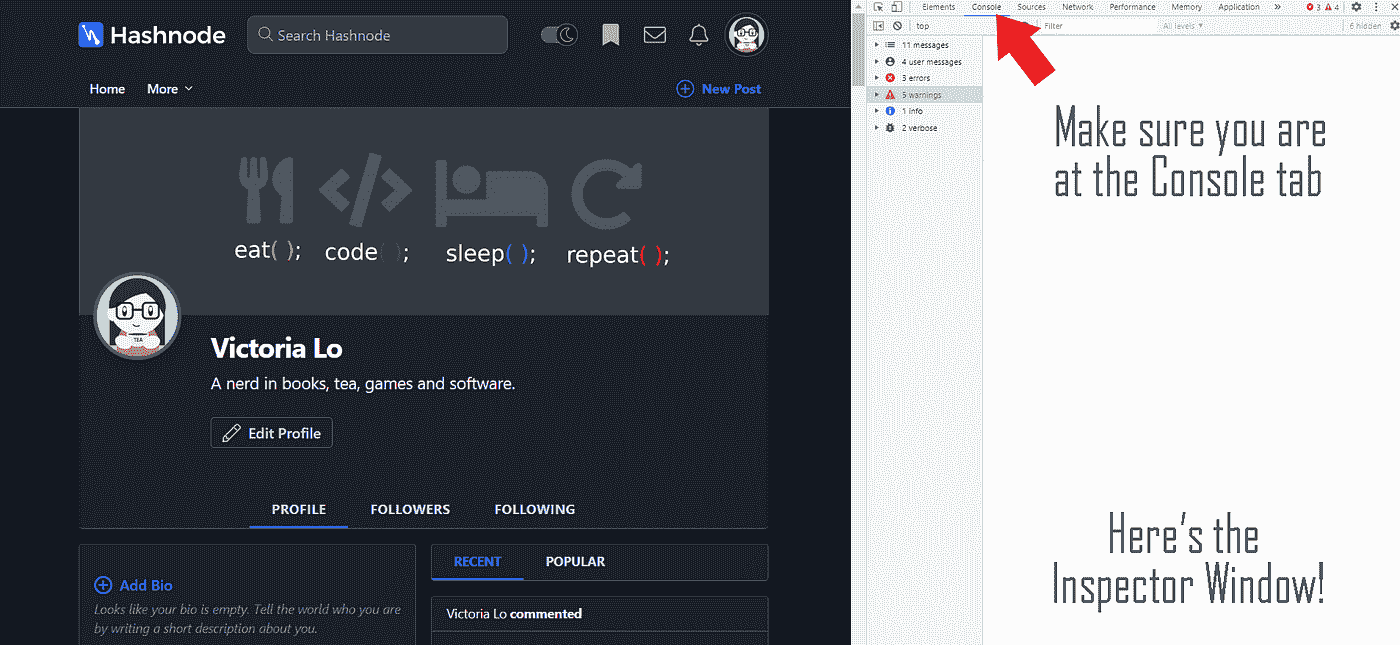 Hashnode
Search Hashnode
Home
More
New Post
eat( ); code( ); sleep( ); repeat( );
TEA
Victoria Lo
A nerd in books, tea, games and software.
Edit Profile
PROFILE
FOLLOWERS
FOLLOWING
Add Bio
Looks like your bio is empty. Tell the world who you are
by writing a short description about you.
RECENT
POPULAR
Victoria Lo commented
Elements
Console
Sources
Network
Performance
Memory
Application
»
3
4
top
Filter
All levels
6 hidden
11 messages
4 user messages
3 errors
5 warnings
1 info
2 verbose
Make sure you are
at the Console tab
Here's the
Inspector Window!